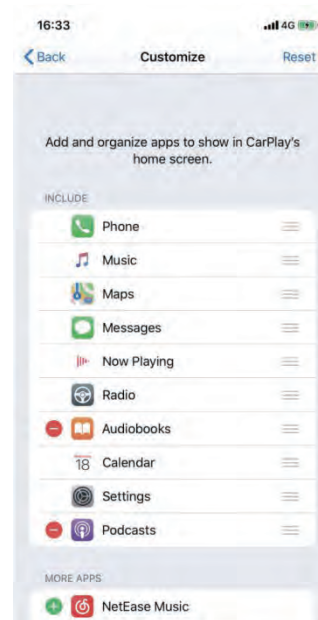 16:33 4G
Back Customize Reset
Add and organize apps to show in CarPlay's
home screen.
INCLUDE
Phone
Music
Maps
Messages
Now Playing
Radio
Audiobooks
18 Calendar
Settings
Podcasts
MORE APPS
NetEase Music